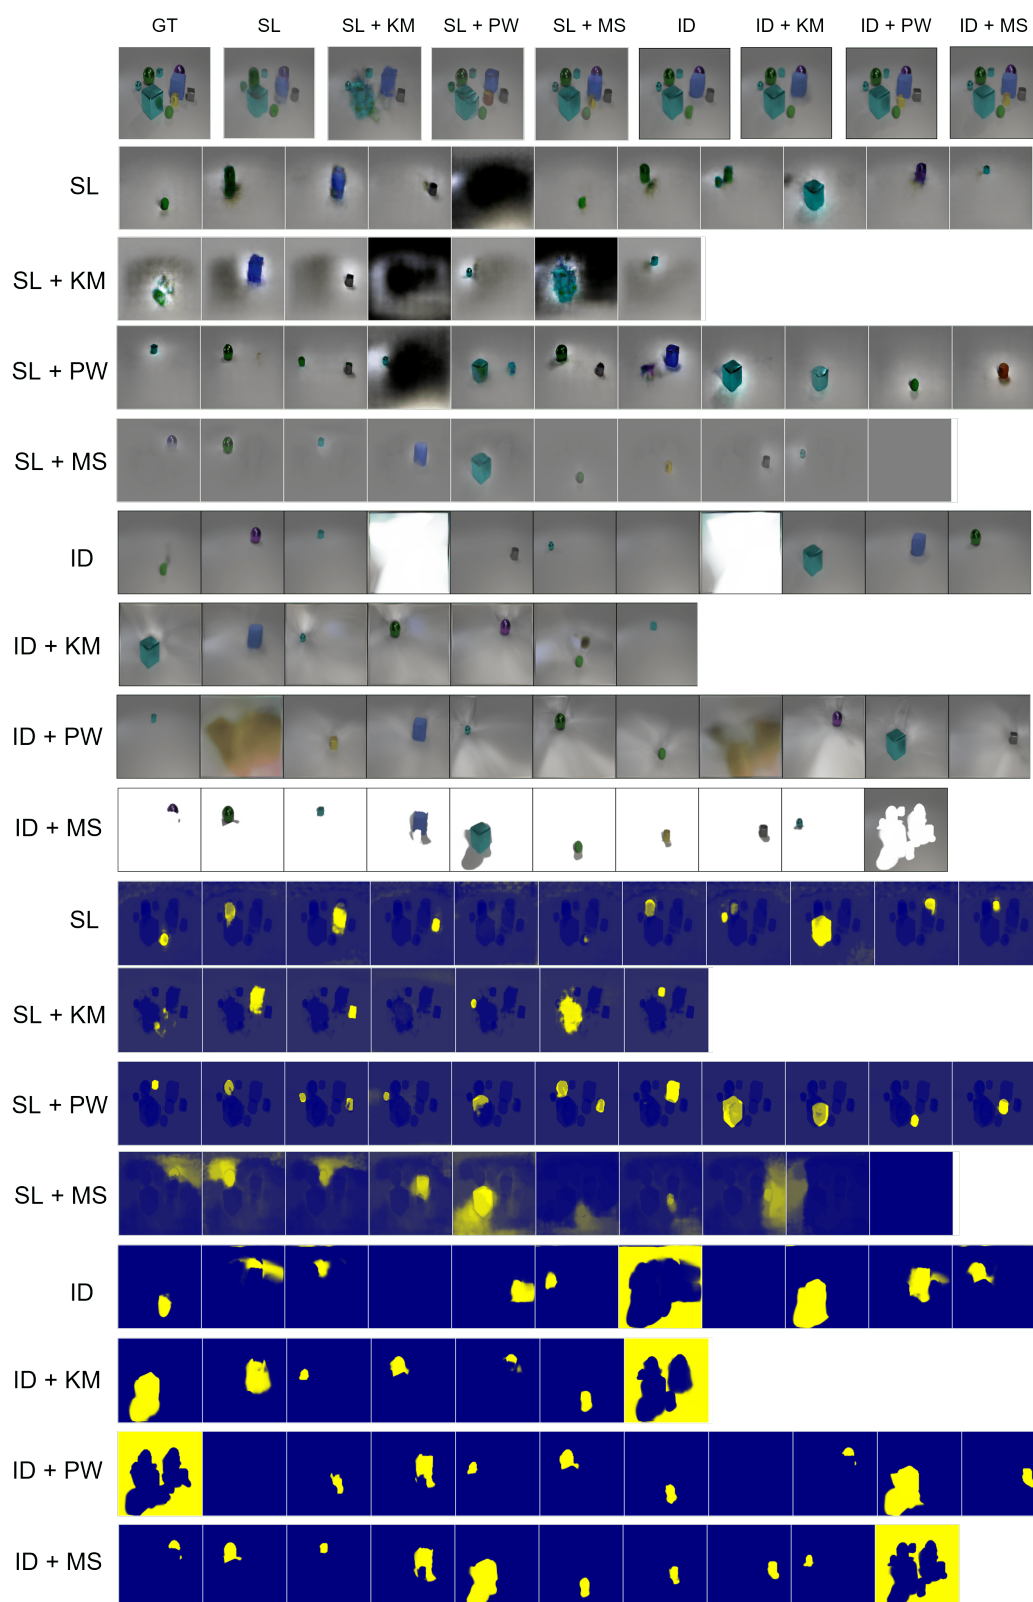 GT SL SL + KM SL + PW SL + MS ID ID + KM ID + PW ID + MS
SL
SL + KM
SL + PW
SL + MS
ID
ID + KM
ID + PW
ID + MS
SL
SL + KM
SL + PW
SL + MS
ID
ID + KM
ID + PW
ID + MS